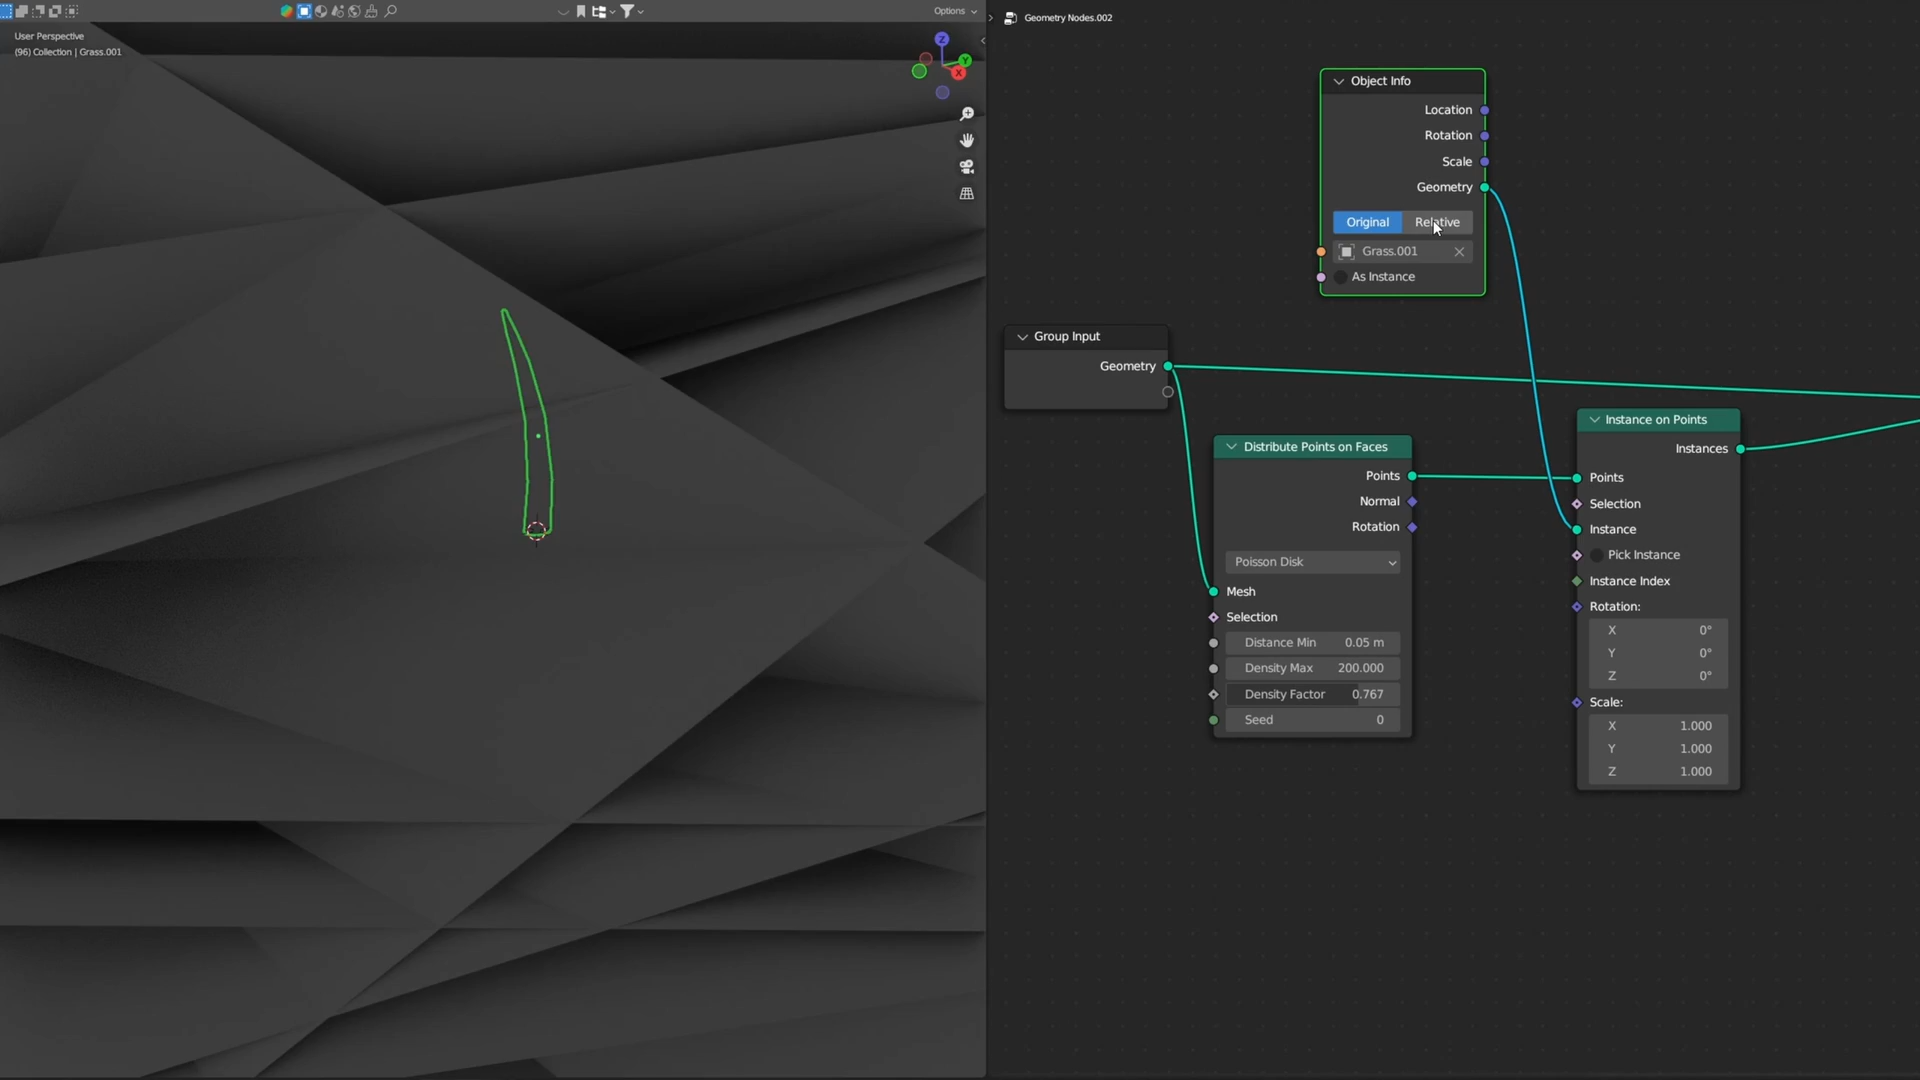 Options
User Perspective
(96) Collection | Grass.001
Z
Y
X
Geometry Nodes.002
Object Info
Location
Rotation
Scale
Geometry
Original
Relative
Grass.001
As Instance
Group Input
Geometry
Distribute Points on Faces
Points
Normal
Rotation
Poisson Disk
Mesh
Selection
Distance Min 0.05 m
Density Max 200.000
Density Factor 0.767
Seed 0
Instance on Points
Instances
Points
Selection
Instance
Pick Instance
Instance Index
Rotation:
X 0°
Y 0°
Z 0°
Scale:
X 1.000
Y 1.000
Z 1.000